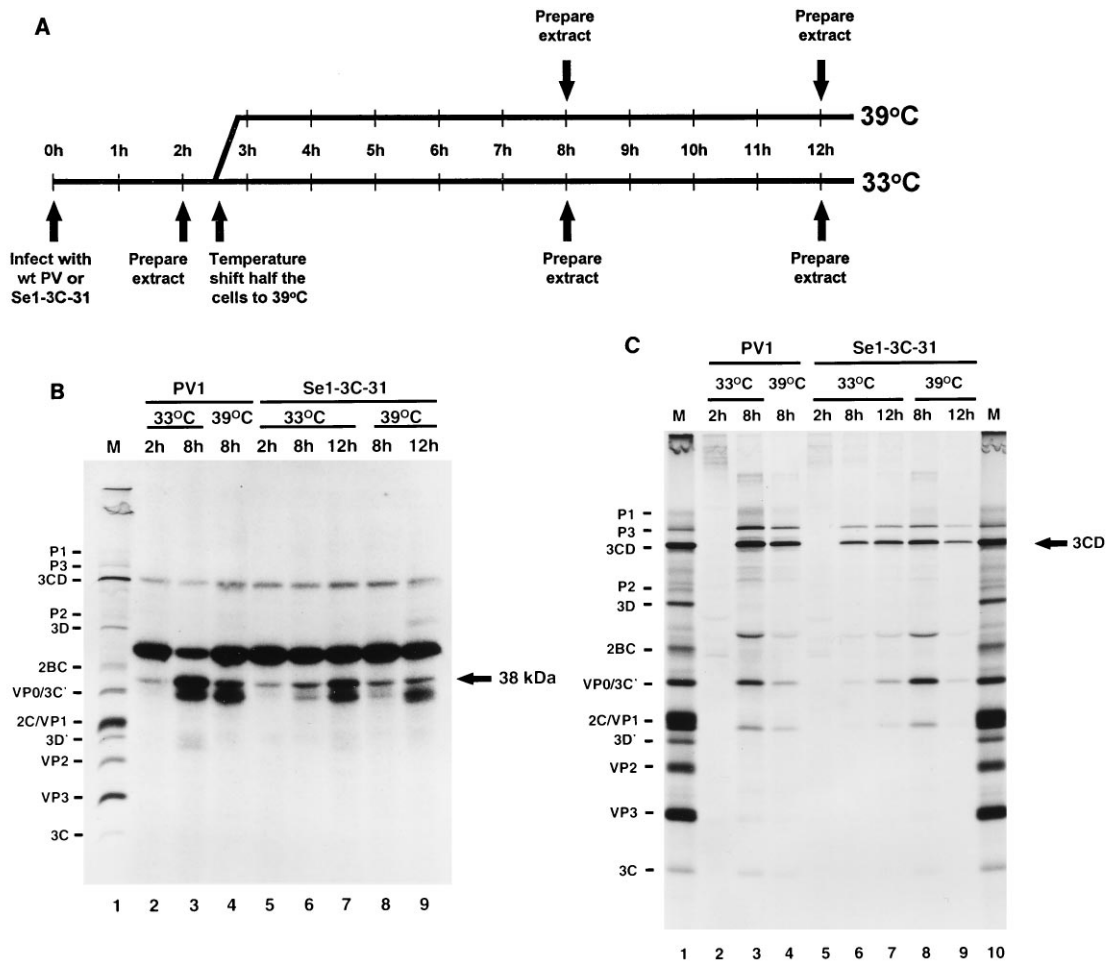 A
Prepare extract
Prepare extract
39°C
0h 1h 2h 3h 4h 5h 6h 7h 8h 9h 10h 11h 12h
33°C
Infect with wt PV or Se1-3C-31
Prepare extract
Temperature shift half the cells to 39°C
Prepare extract
Prepare extract
B
PV1 Se1-3C-31
33°C 39°C 33°C 39°C
M 2h 8h 8h 2h 8h 12h 8h 12h
P1
P3
3CD
P2
3D
2BC
38 kDa
VP0/3C'
2C/VP1
3D'
VP2
VP3
3C
1 2 3 4 5 6 7 8 9
C
PV1 Se1-3C-31
33°C 39°C 33°C 39°C
M 2h 8h 8h 2h 8h 12h 8h 12h M
P1
P3
3CD
3CD
P2
3D
2BC
VP0/3C'
2C/VP1
3D'
VP2
VP3
3C
1 2 3 4 5 6 7 8 9 10